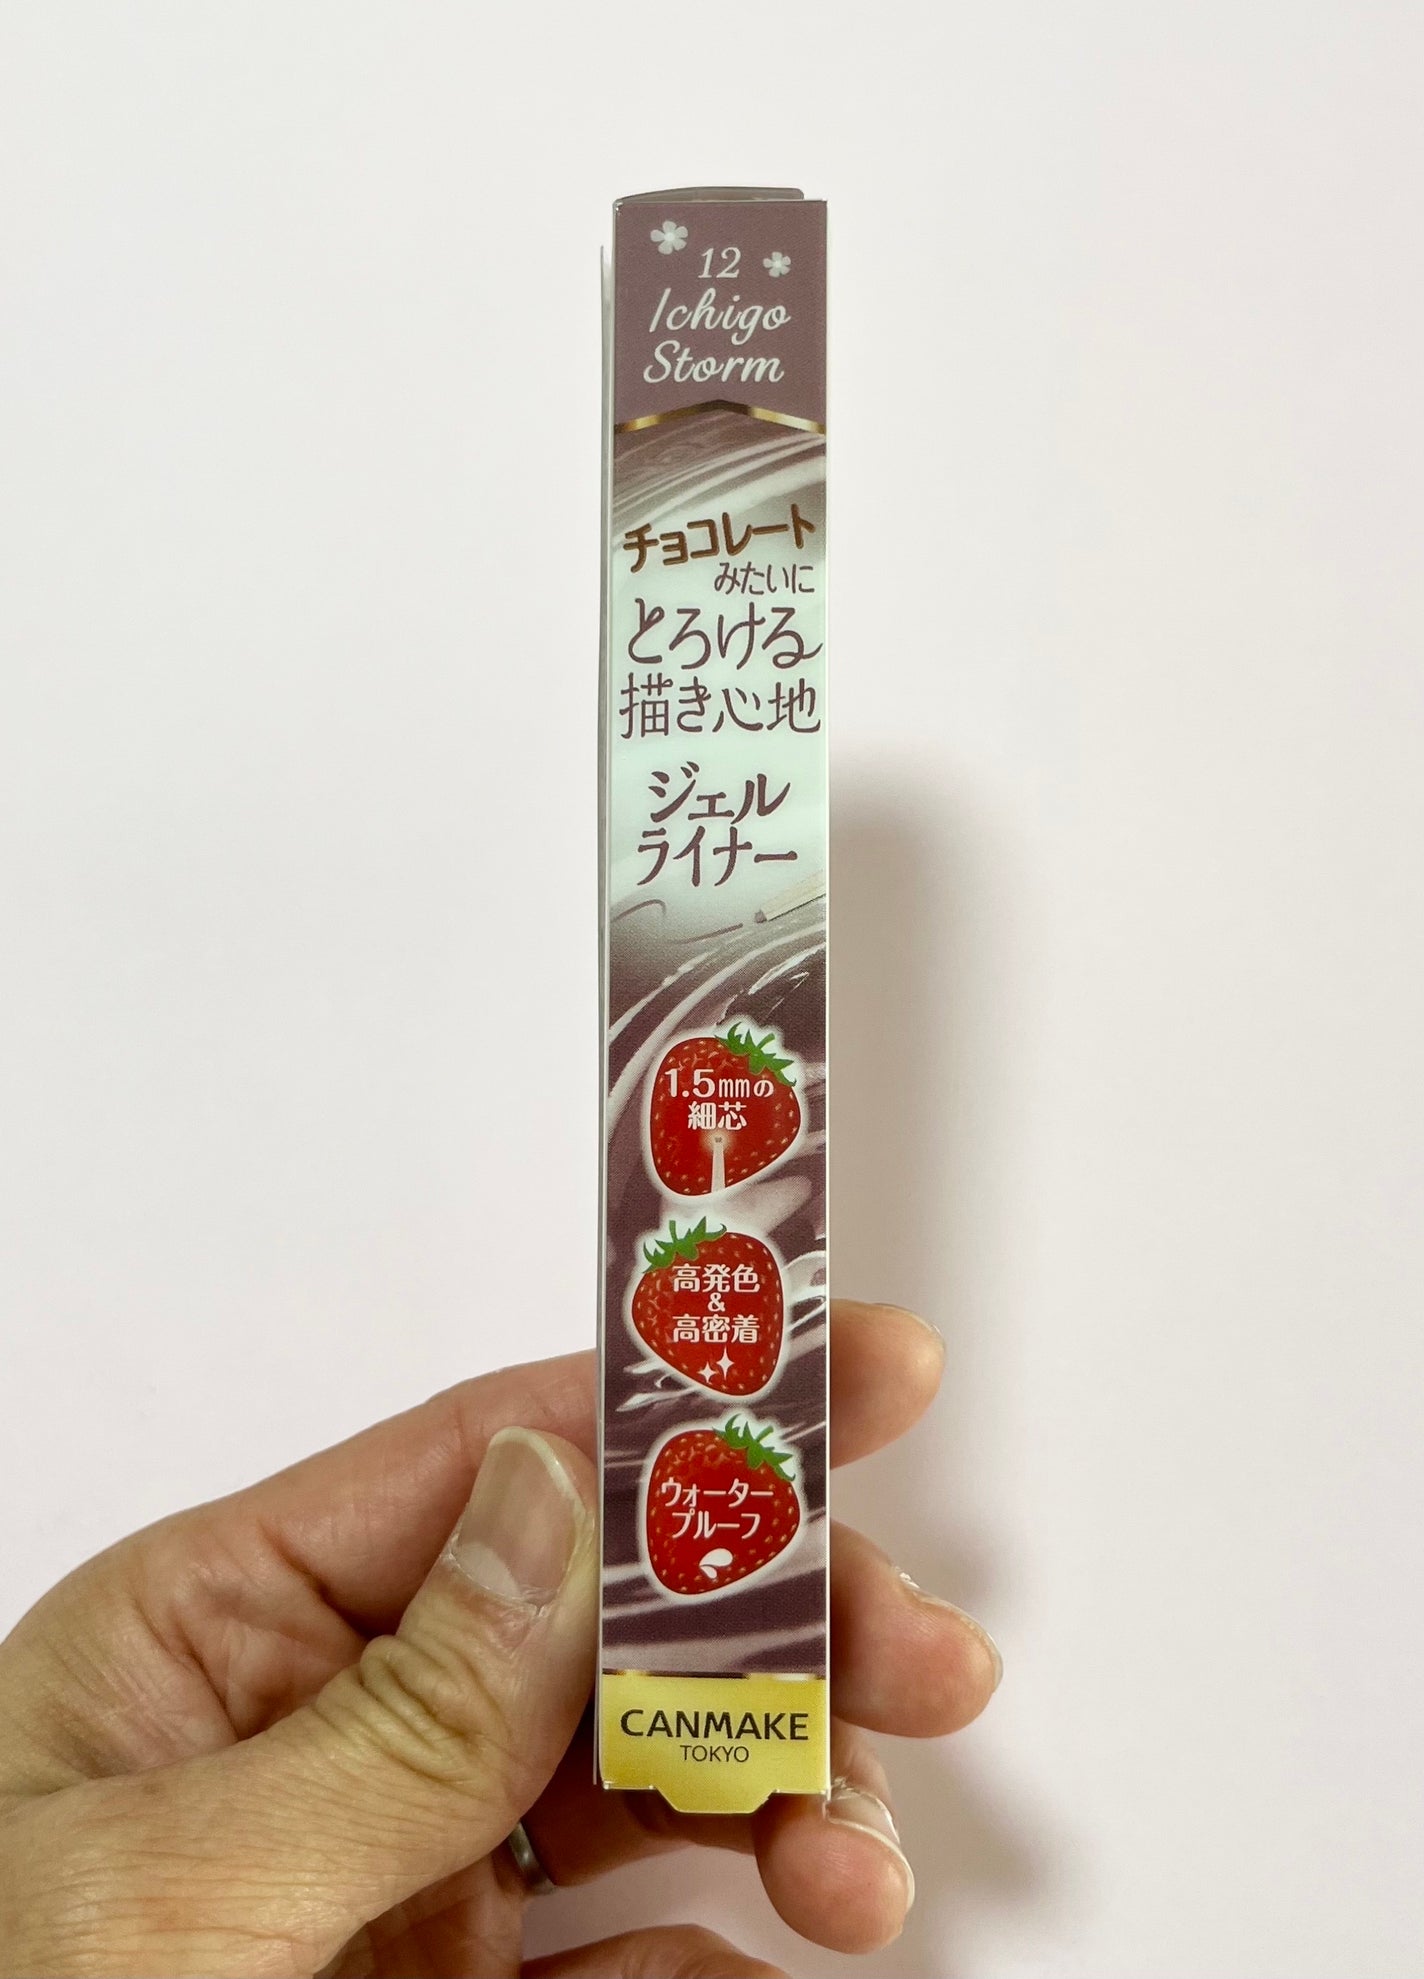 12
Ichigo
Storm
チョコレート
みたいに
とろける
描き心地
ジェル
ライナー
1.5mmの
細芯
高発色
&
高密着
ウォーター
プルーフ
CANMAKE
TOKYO